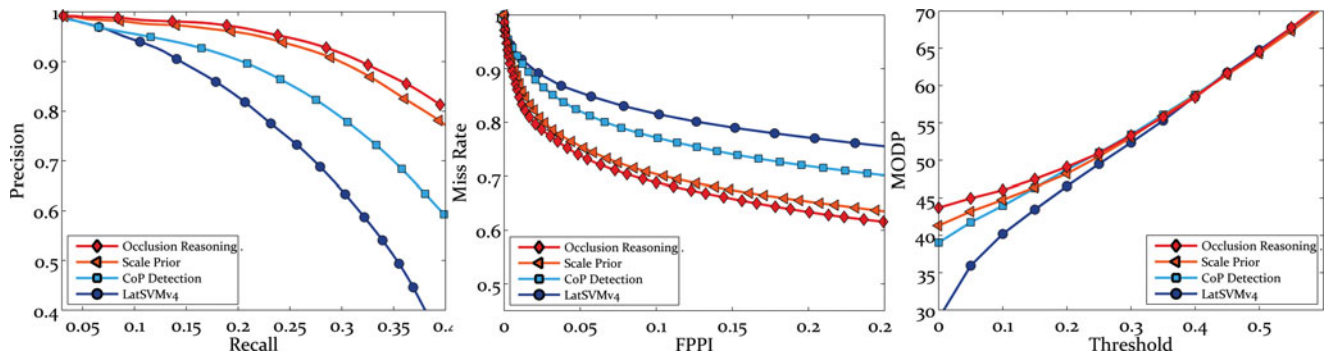 1
0.9
0.8
0.7
0.6
0.5
0.4
Precision
Occlusion Reasoning .
Scale Prior
CoP Detection
LatSVMv4
0.05 0.1 0.15 0.2 0.25 0.3 0.35
Recall
0.9
0.8
0.7
0.6
0.5
Miss Rate
Occlusion Reasoning .
Scale Prior
CoP Detection
LatSVMv4
0 0.05 0.1 0.15 0.2
FPPI
70
65
60
55
50
45
40
35
30
MODP
Occlusion Reasoning .
Scale Prior
CoP Detection
LatSVMv4
0 0.1 0.2 0.3 0.4 0.5
Threshold